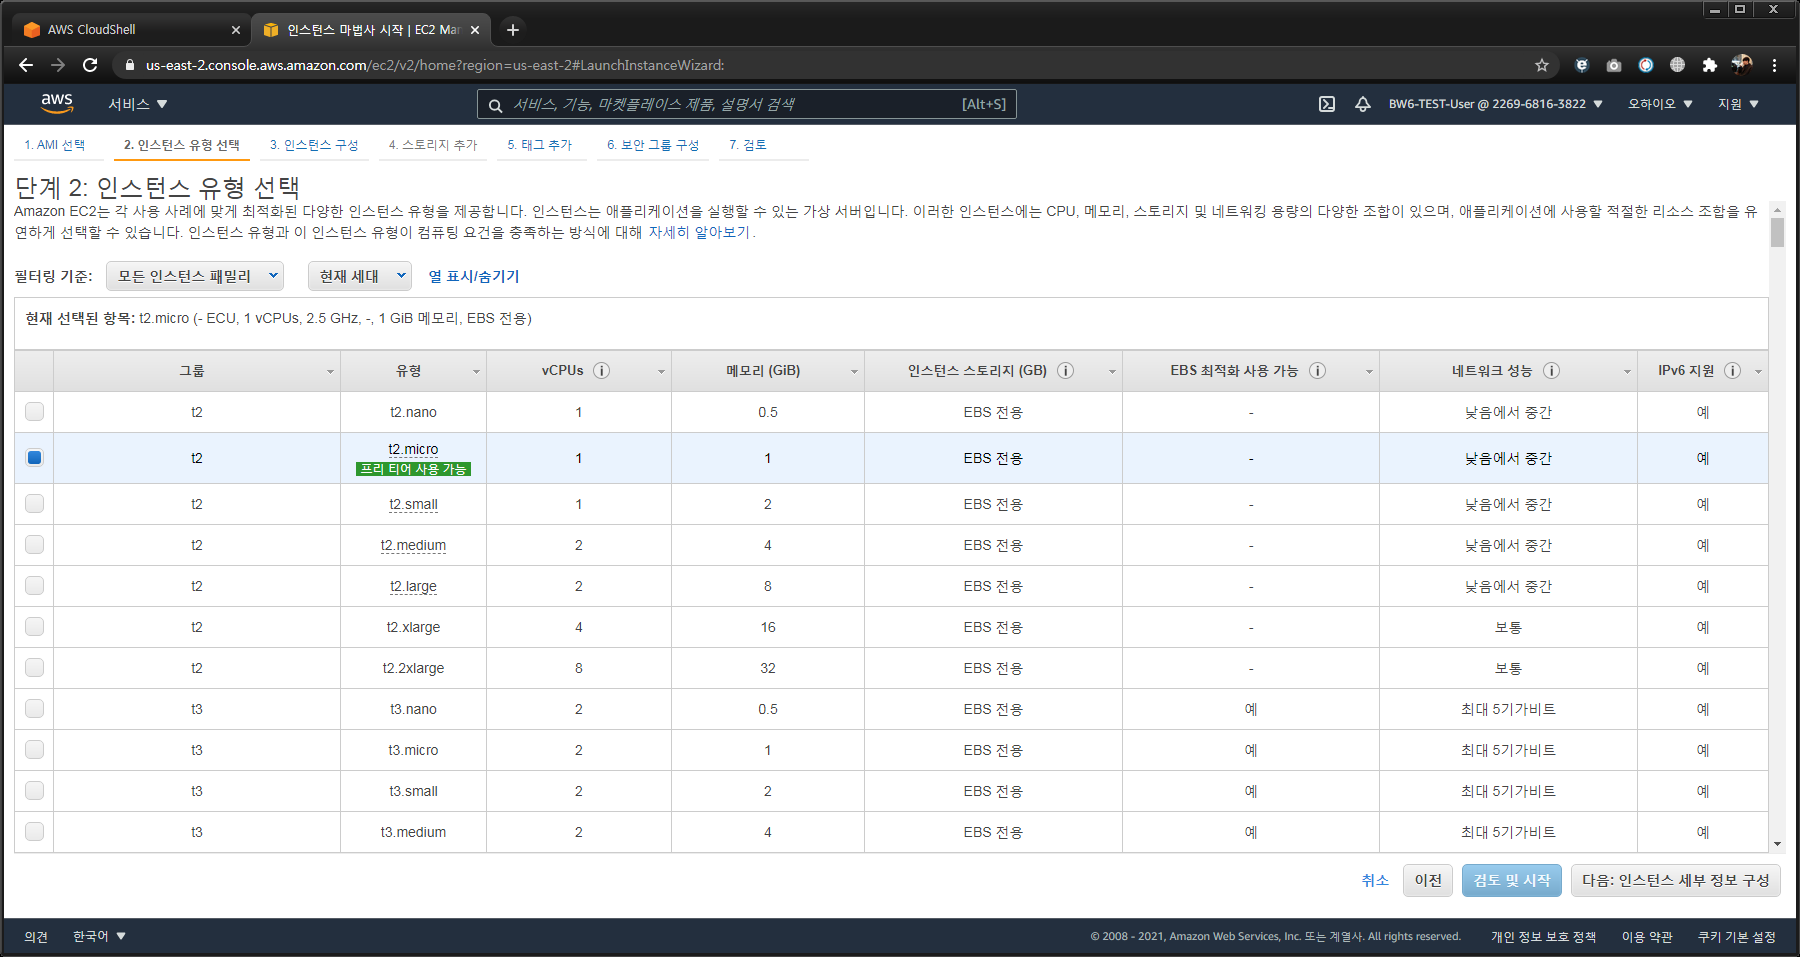 AWS CloudShell
인스턴스 마법사 시작 | EC2 Mar
us-east-2.console.aws.amazon.com/ec2/v2/home?region=us-east-2#LaunchInstanceWizard:
aws 서비스 서비스, 기능, 마켓플레이스 제품, 설명서 검색 [Alt+S] BW6-TEST-User @ 2269-6816-3822 오하이오 지원
1. AMI 선택 2. 인스턴스 유형 선택 3. 인스턴스 구성 4. 스토리지 추가 5. 태그 추가 6. 보안 그룹 구성 7. 검토
단계 2: 인스턴스 유형 선택
Amazon EC2는 각 사용 사례에 맞게 최적화된 다양한 인스턴스 유형을 제공합니다. 인스턴스는 애플리케이션을 실행할 수 있는 가상 서버입니다. 이러한 인스턴스에는 CPU, 메모리, 스토리지 및 네트워킹 용량의 다양한 조합이 있으며, 애플리케이션에 사용할 적절한 리소스 조합을 유
연하게 선택할 수 있습니다. 인스턴스 유형과 이 인스턴스 유형이 컴퓨팅 요건을 충족하는 방식에 대해 자세히 알아보기.
필터링 기준: 모든 인스턴스 패밀리 현재 세대 열 표시/숨기기
현재 선택된 항목: t2.micro (- ECU, 1 vCPUs, 2.5 GHz, -, 1 GiB 메모리, EBS 전용)
그룹 유형 vCPUs 메모리 (GiB) 인스턴스 스토리지 (GB) EBS 최적화 사용 가능 네트워크 성능 IPv6 지원
t2 t2.nano 1 0.5 EBS 전용 - 낮음에서 중간 예
t2 t2.micro 1 1 EBS 전용 - 낮음에서 중간 예
프리 티어 사용 가능
t2 t2.small 1 2 EBS 전용 - 낮음에서 중간 예
t2 t2.medium 2 4 EBS 전용 - 낮음에서 중간 예
t2 t2.large 2 8 EBS 전용 - 낮음에서 중간 예
t2 t2.xlarge 4 16 EBS 전용 - 보통 예
t2 t2.2xlarge 8 32 EBS 전용 - 보통 예
t3 t3.nano 2 0.5 EBS 전용 예 최대 5기가비트 예
t3 t3.micro 2 1 EBS 전용 예 최대 5기가비트 예
t3 t3.small 2 2 EBS 전용 예 최대 5기가비트 예
t3 t3.medium 2 4 EBS 전용 예 최대 5기가비트 예
취소 이전 검토 및 시작 다음: 인스턴스 세부 정보 구성
의견 한국어 © 2008 - 2021, Amazon Web Services, Inc. 또는 계열사. All rights reserved. 개인 정보 보호 정책 이용 약관 쿠키 기본 설정